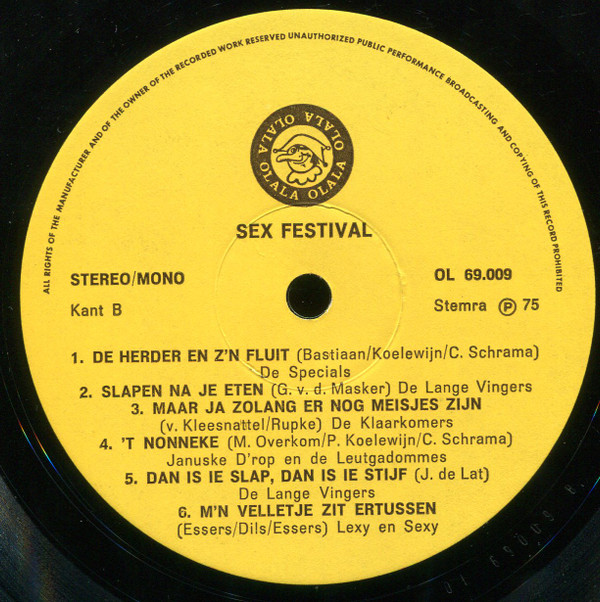 ALL RIGHTS OF THE MANUFACTURER AND OF THE OWNER OF THE RECORDED WORK RESERVED UNAUTHORIZED PUBLIC PERFORMANCE BROADCASTING AND COPYING OF THIS RECORD PROHIBITED
OLALA OLALA OLALA OLALA
SEX FESTIVAL
STEREO/MONO
OL 69.009
Kant B
Stemra Ⓟ 75
1. DE HERDER EN Z'N FLUIT (Bastiaan/Koelewijn/C. Schrama)
De Specials
2. SLAPEN NA JE ETEN (G. v. d. Masker) De Lange Vingers
3. MAAR JA ZOLANG ER NOG MEISJES ZIJN
(v. Kleesnattel/Rupke) De Klaarkomers
4. 'T NONNEKE (M. Overkom/P. Koelewijn/C. Schrama)
Januske D'rop en de Leutgadommes
5. DAN IS IE SLAP, DAN IS IE STIJF (J. de Lat)
De Lange Vingers
6. M'N VELLETJE ZIT ERTUSSEN
(Essers/Dils/Essers) Lexy en Sexy